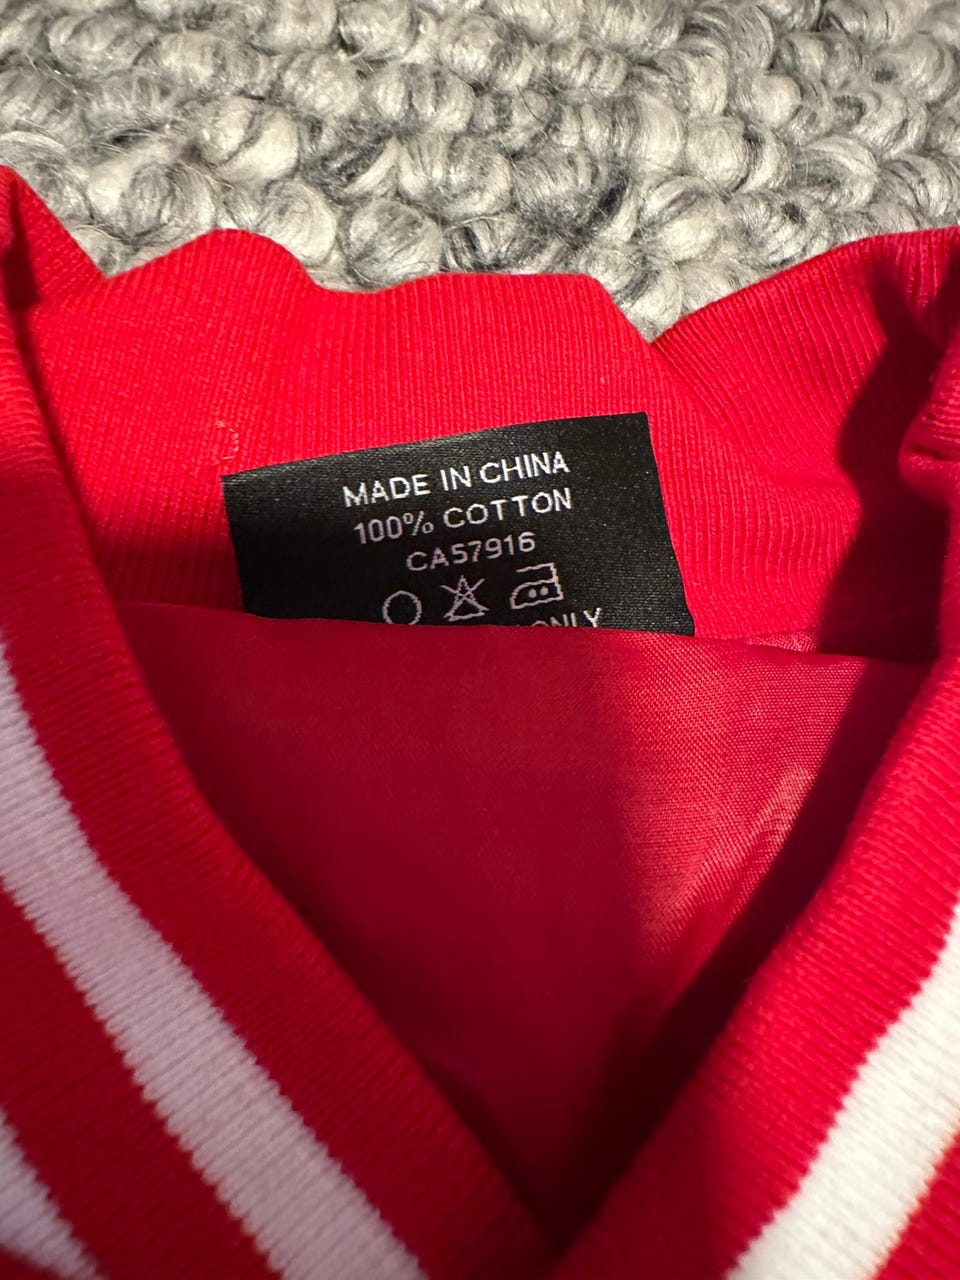 MADE IN CHINA
100% COTTON
CA57916
ONLY